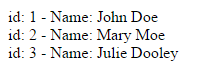 id: 1 - Name: John Doe
id: 2 - Name: Mary Moe
id: 3 - Name: Julie Dooley